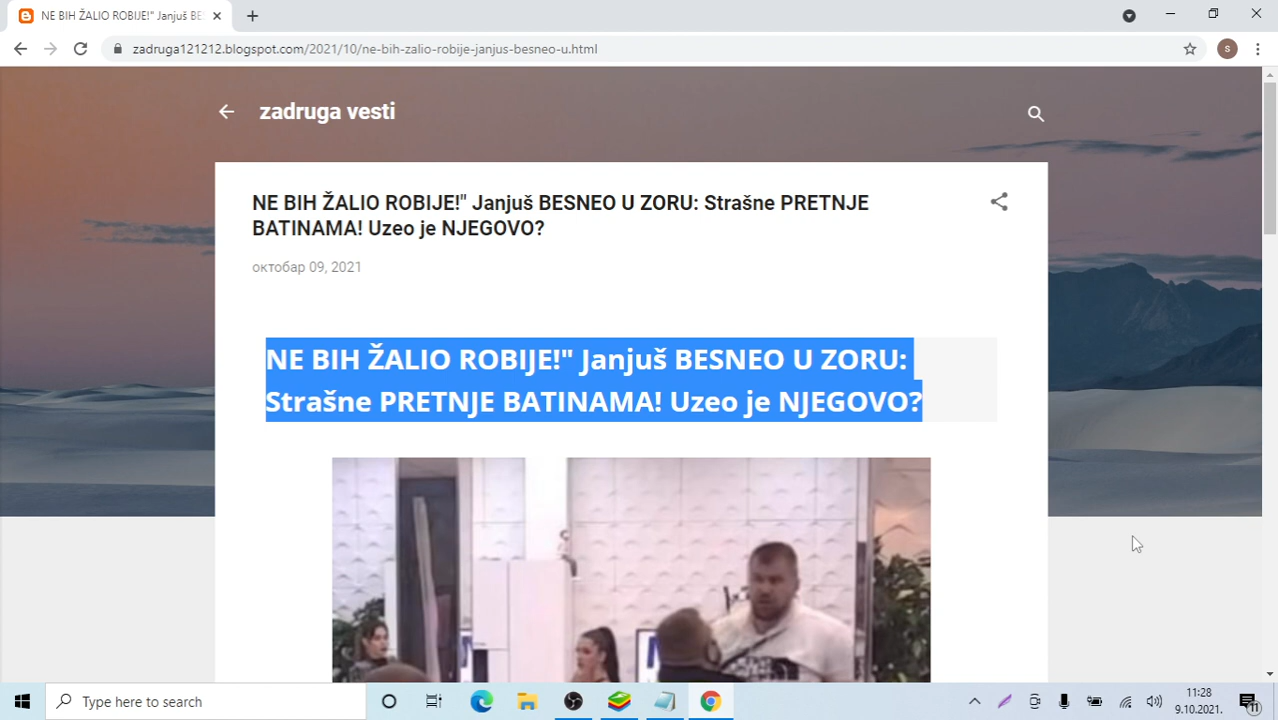 NE BIH ŽALIO ROBIJE!" Janjuš BE
zadruga121212.blogspot.com/2021/10/ne-bih-zalio-robije-janjus-besneo-u.html
S
zadruga vesti
NE BIH ŽALIO ROBIJE!" Janjuš BESNEO U ZORU: Strašne PRETNJE
BATINAMA! Uzeo je NJEGOVO?
октобар 09, 2021
NE BIH ŽALIO ROBIJE!" Janjuš BESNEO U ZORU:
Strašne PRETNJE BATINAMA! Uzeo je NJEGOVO?
Type here to search
11:28
9.10.2021.
11